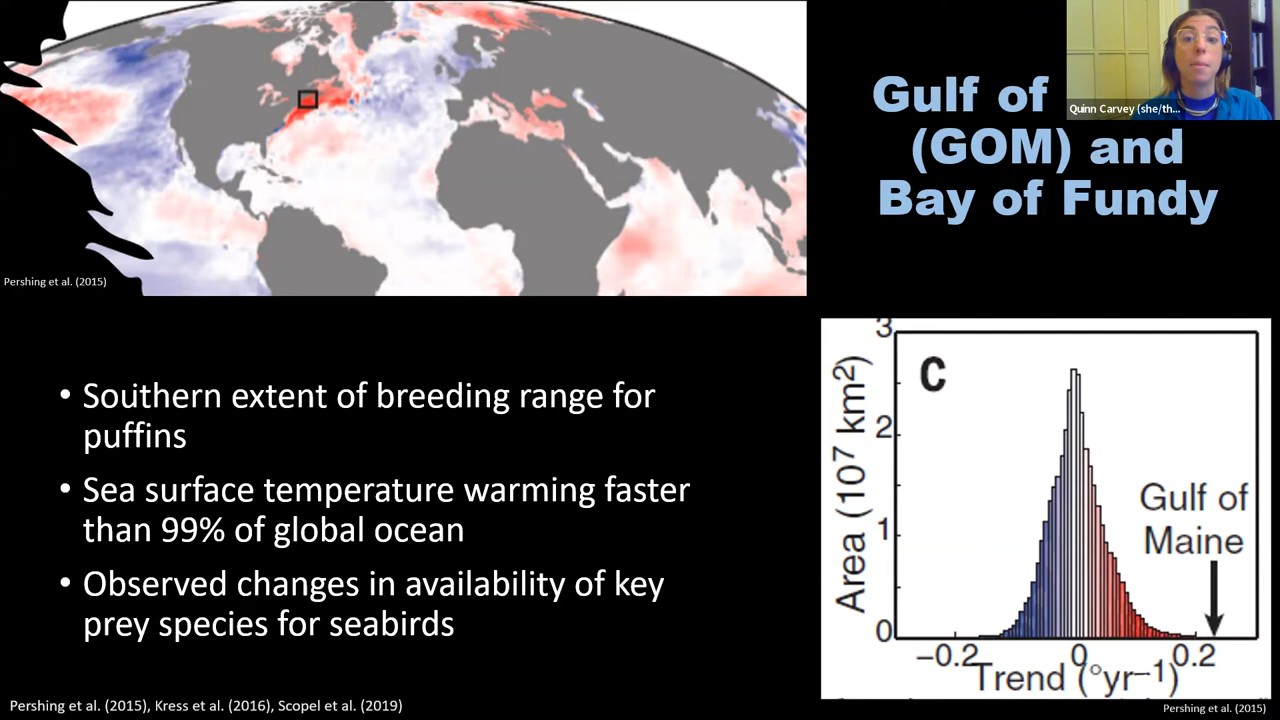 Gulf of
(GOM) and
Bay of Fundy
Quinn Carvey (she/th...
Pershing et al. (2015)
• Southern extent of breeding range for
puffins
• Sea surface temperature warming faster
than 99% of global ocean
• Observed changes in availability of key
prey species for seabirds
C
3
2
1
0
Area (10⁷ km²)
Gulf of
Maine
−0.2
0
0.2
Trend (°yr⁻¹)
Pershing et al. (2015), Kress et al. (2016), Scopel et al. (2019)
Pershing et al. (2015)